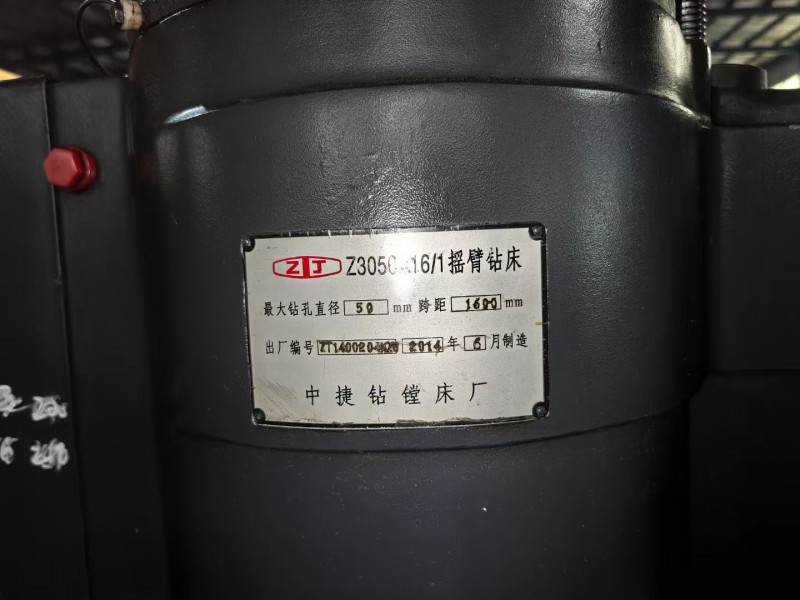 ZTJ Z3050×16/1摇臂钻床
最大钻孔直径 50 mm 跨距 1600 mm
出厂编号 2014 年 6 月制造
中捷钻镗床厂